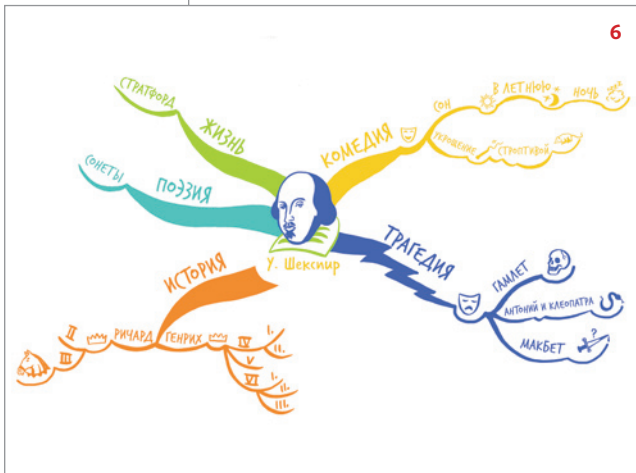 6
СТРАТФОРД
ЖИЗНЬ
СОНЕТЫ
ПОЭЗИЯ
КОМЕДИЯ
СОН
В ЛЕТНЮЮ
НОЧЬ
УКРОЩЕНИЕ
СТРОПТИВОЙ
У. Шекспир
ТРАГЕДИЯ
ГАМЛЕТ
АНТОНИЙ И КЛЕОПАТРА
МАКБЕТ
?
ИСТОРИЯ
РИЧАРД
II
III
ГЕНРИХ
IV
I.
II.
V
VI
I.
II.
III.